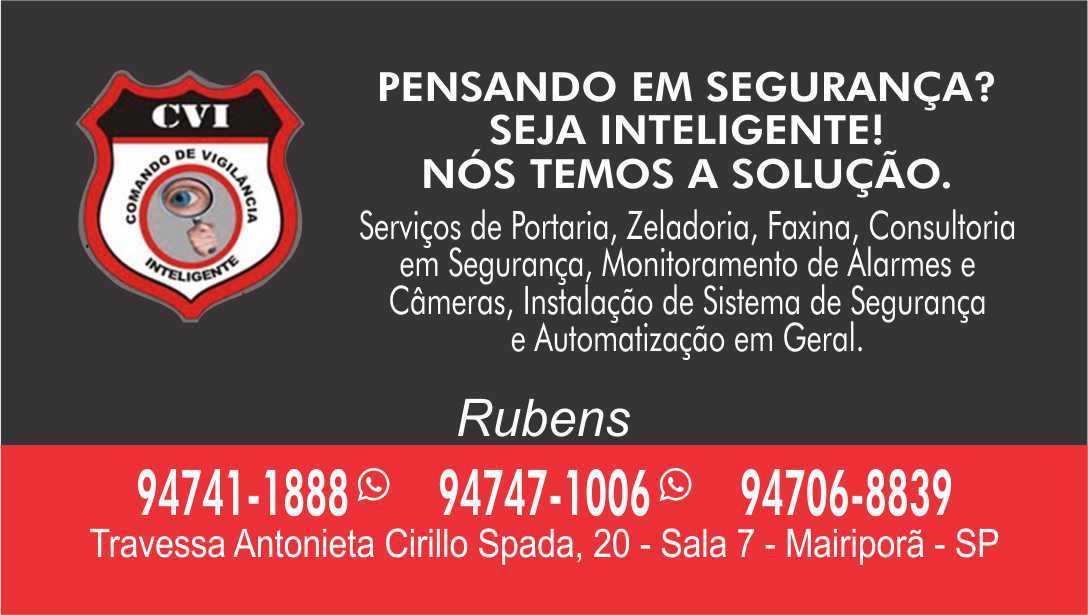 CVI
COMANDO DE VIGILÂNCIA
INTELIGENTE
PENSANDO EM SEGURANÇA?
SEJA INTELIGENTE!
NÓS TEMOS A SOLUÇÃO.
Serviços de Portaria, Zeladoria, Faxina, Consultoria
em Segurança, Monitoramento de Alarmes e
Câmeras, Instalação de Sistema de Segurança
e Automatização em Geral.
Rubens
94741-1888 94747-1006 94706-8839
Travessa Antonieta Cirillo Spada, 20 - Sala 7 - Mairiporã - SP